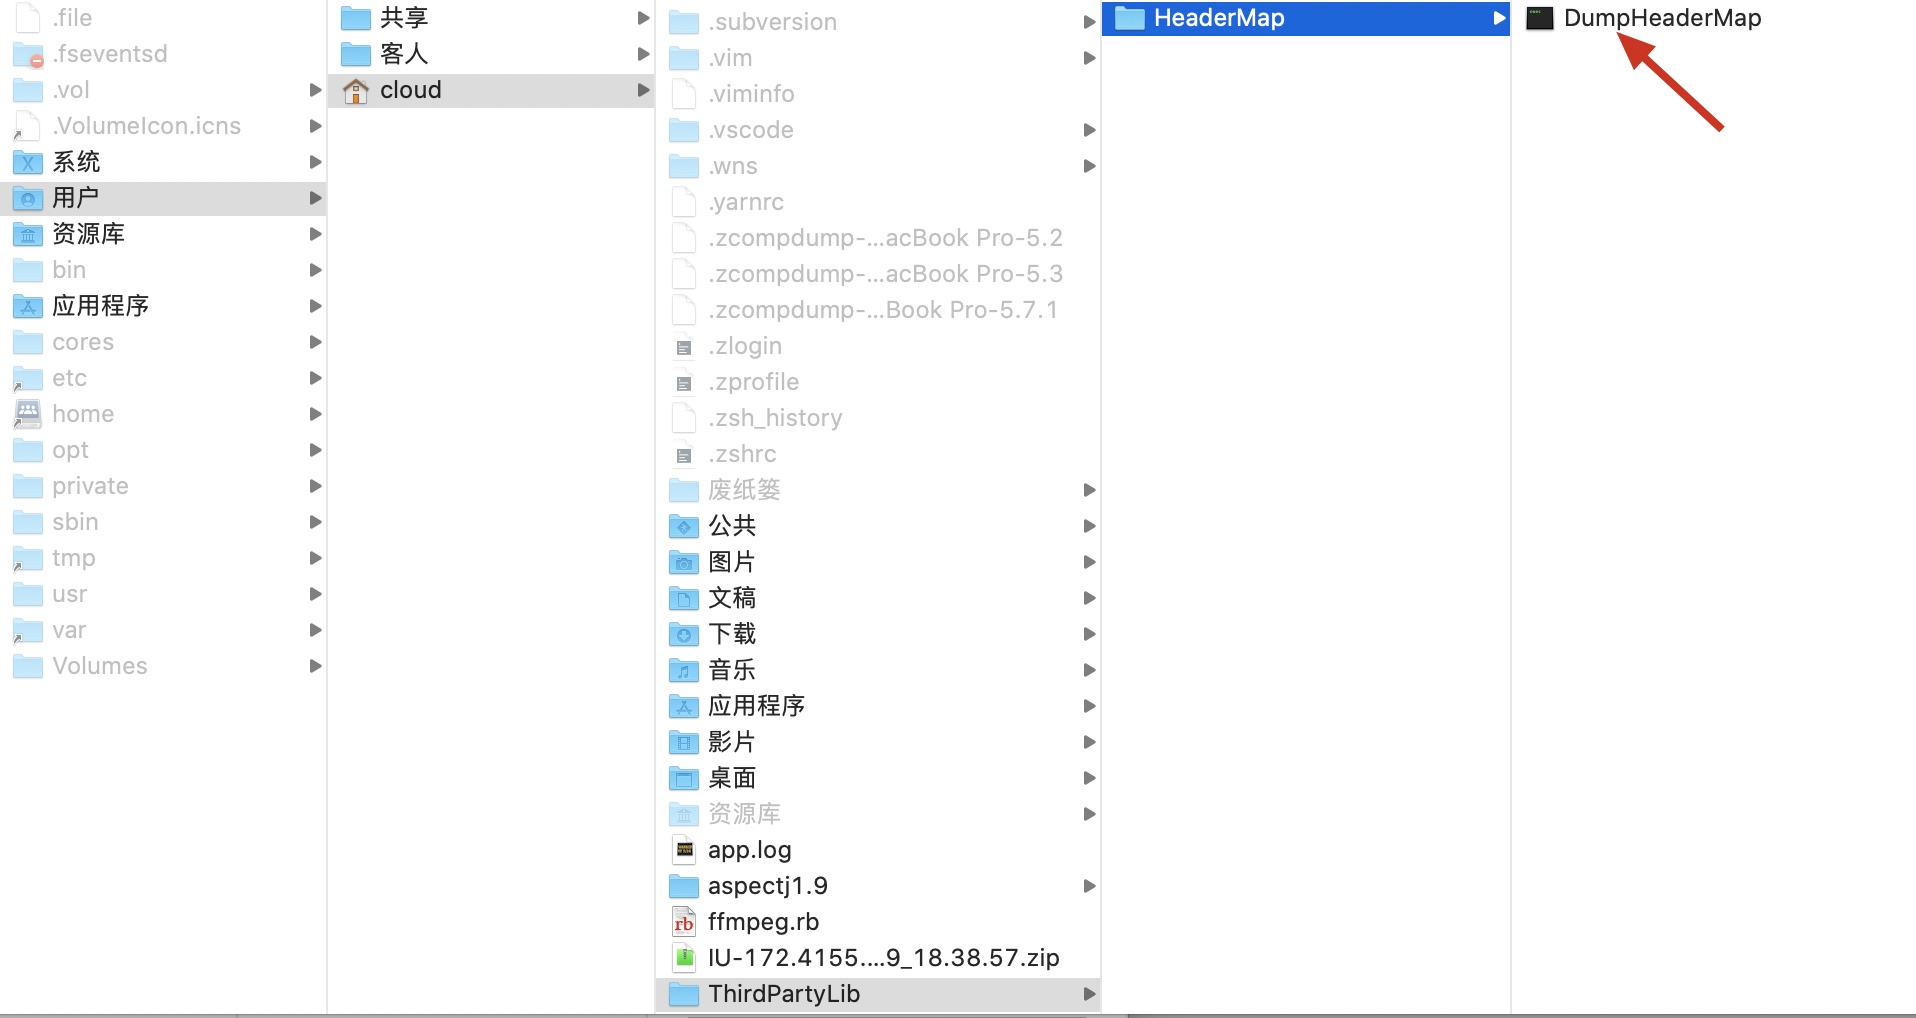 .file
.fseventsd
.vol
.VolumeIcon.icns
系统
用户
资源库
bin
应用程序
cores
etc
home
opt
private
sbin
tmp
usr
var
Volumes
共享
客人
cloud
.subversion
.vim
.viminfo
.vscode
.wns
.yarnrc
.zcompdump-...acBook Pro-5.2
.zcompdump-...acBook Pro-5.3
.zcompdump-...Book Pro-5.7.1
.zlogin
.zprofile
.zsh_history
.zshrc
废纸篓
公共
图片
文稿
下载
音乐
应用程序
影片
桌面
资源库
app.log
aspectj1.9
ffmpeg.rb
IU-172.4155....9_18.38.57.zip
ThirdPartyLib
HeaderMap
DumpHeaderMap